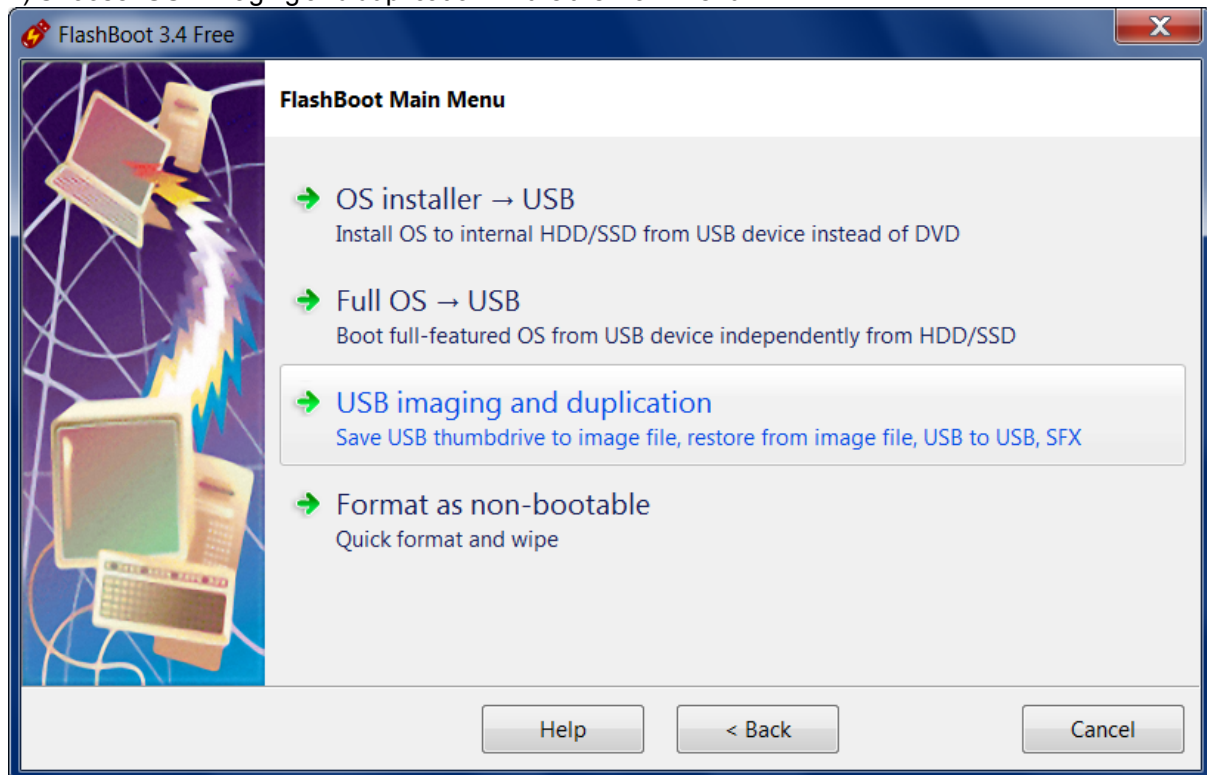 FlashBoot 3.4 Free
FlashBoot Main Menu
OS installer → USB
Install OS to internal HDD/SSD from USB device instead of DVD
Full OS → USB
Boot full-featured OS from USB device independently from HDD/SSD
USB imaging and duplication
Save USB thumbdrive to image file, restore from image file, USB to USB, SFX
Format as non-bootable
Quick format and wipe
Help
< Back
Cancel